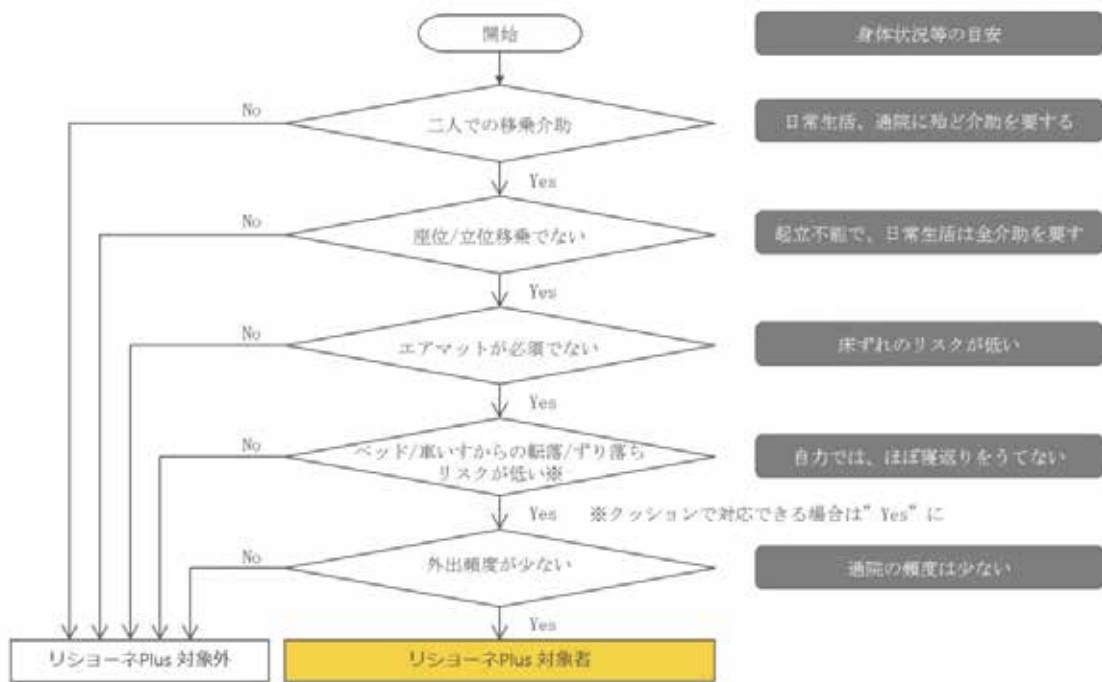 開始
身体状況等の目安
No
二人での移乗介助
日常生活、通院に殆ど介助を要する
Yes
No
座位/立位移乗でない
起立不能で、日常生活は全介助を要す
Yes
No
エアマットが必須でない
床ずれのリスクが低い
Yes
No
ベッド/車いすからの転落/ずり落ち
リスクが低い※
自力では、ほぼ寝返りをうてない
Yes
※クッションで対応できる場合は”Yes”に
No
外出頻度が少ない
通院の頻度は少ない
Yes
リショーネPlus 対象外
リショーネPlus 対象者